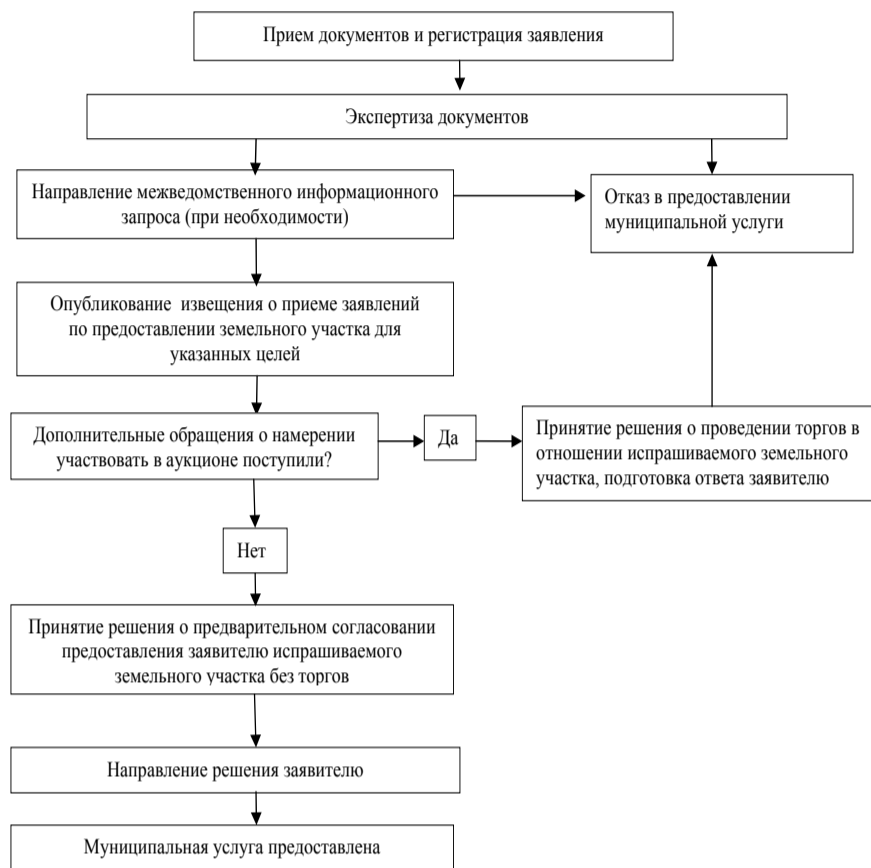 Прием документов и регистрация заявления
Экспертиза документов
Направление межведомственного информационного
запроса (при необходимости)
Отказ в предоставлении
муниципальной услуги
Опубликование извещения о приеме заявлений
по предоставлении земельного участка для
указанных целей
Дополнительные обращения о намерении
участвовать в аукционе поступили?
Да
Принятие решения о проведении торгов в
отношении испрашиваемого земельного
участка, подготовка ответа заявителю
Нет
Принятие решения о предварительном согласовании
предоставления заявителю испрашиваемого
земельного участка без торгов
Направление решения заявителю
Муниципальная услуга предоставлена